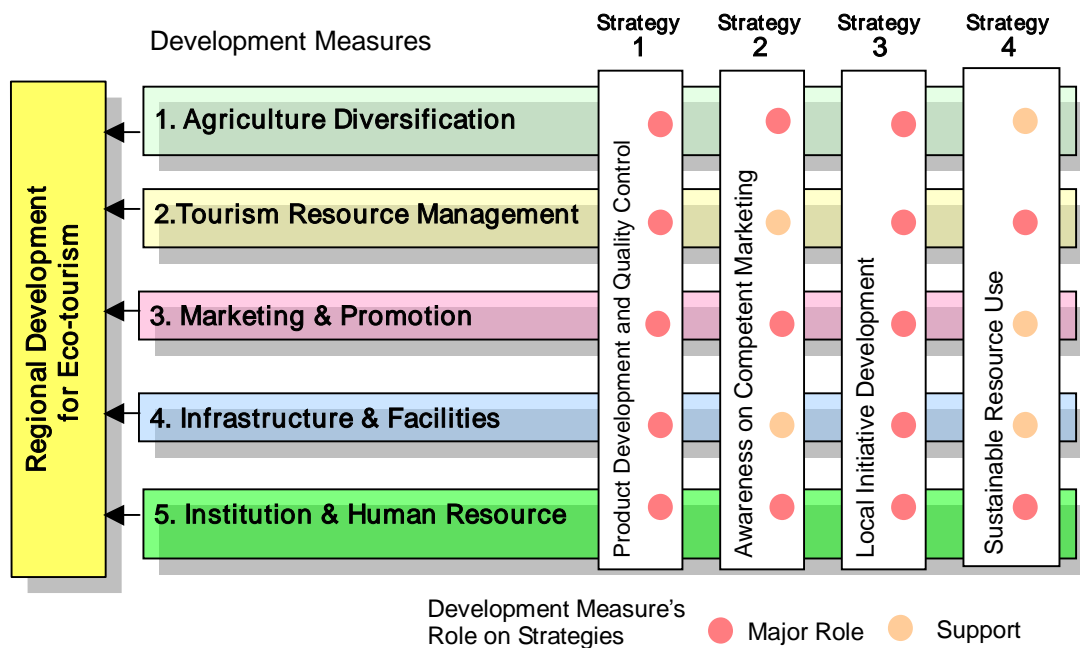 Development Measures
Strategy
1
Strategy
2
Strategy
3
Strategy
4
Regional Development
for Eco-tourism
1. Agriculture Diversification
2.Tourism Resource Management
3. Marketing & Promotion
4. Infrastructure & Facilities
5. Institution & Human Resource
Product Development and Quality Control
Awareness on Competent Marketing
Local Initiative Development
Sustainable Resource Use
Development Measure's
Role on Strategies
Major Role
Support